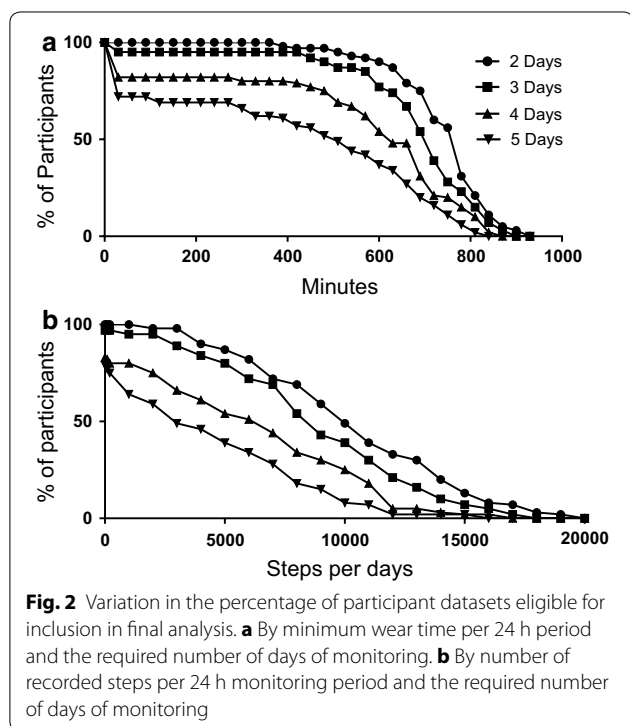 a
% of Participants
100
50
0
0 200 400 600 800 1000
Minutes
2 Days
3 Days
4 Days
5 Days
b
% of participants
100
50
0
0 5000 10000 15000 20000
Steps per days
Fig. 2 Variation in the percentage of participant datasets eligible for
inclusion in final analysis. a By minimum wear time per 24 h period
and the required number of days of monitoring. b By number of
recorded steps per 24 h monitoring period and the required number
of days of monitoring